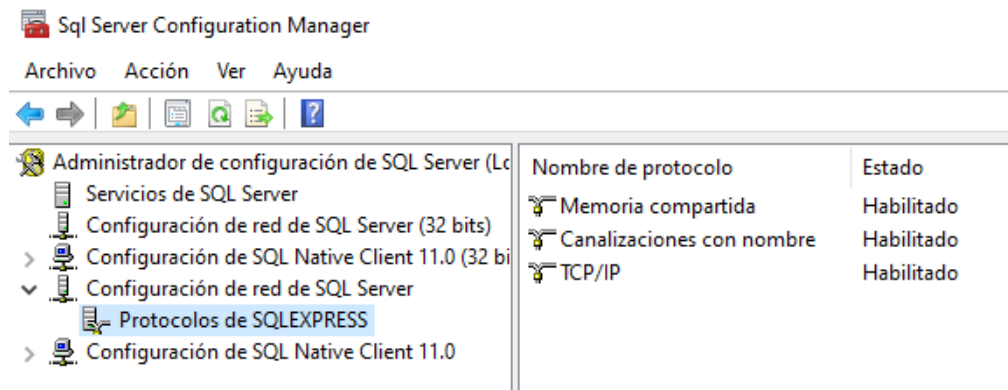 Sql Server Configuration Manager
Archivo Acción Ver Ayuda
Administrador de configuración de SQL Server (Lc
Servicios de SQL Server
Configuración de red de SQL Server (32 bits)
Configuración de SQL Native Client 11.0 (32 bi
Configuración de red de SQL Server
Protocolos de SQLEXPRESS
Configuración de SQL Native Client 11.0
Nombre de protocolo Estado
Memoria compartida Habilitado
Canalizaciones con nombre Habilitado
TCP/IP Habilitado